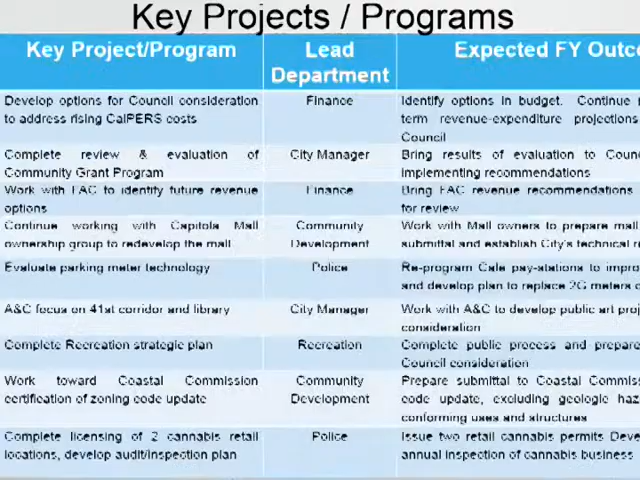 Key Projects / Programs
Key Project/Program
Lead
Department
Expected FY Outco
Develop options for Council consideration
to address rising CalPERS costs
Finance
Identify options in budget. Continue
term revenue-expenditure projections
Council
Complete review & evaluation of
Community Grant Program
City Manager
Bring results of evaluation to Counc
implementing recommendations
Work with FAC to identify future revenue
options
Finance
Bring FAC revenue recommendations
for review
Continue working with Capitola Mall
ownership group to redevelop the mall
Community
Development
Work with Mall owners to prepare mall
submittal and establish City's technical r
Evaluate parking meter technology
Police
Re-program Cale pay-stations to impro
and develop plan to replace 2G meters
A&C focus on 41st corridor and library
City Manager
Work with A&C to develop public art proj
consideration
Complete Recreation strategic plan
Recreation
Complete public process and prepare
Council consideration
Work toward Coastal Commission
certification of zoning code update
Community
Development
Prepare submittal to Coastal Commiss
code update, excluding geologic haz
conforming uses and structures
Complete licensing of 2 cannabis retail
locations, develop audit/inspection plan
Police
Issue two retail cannabis permits Deve
annual inspection of cannabis business